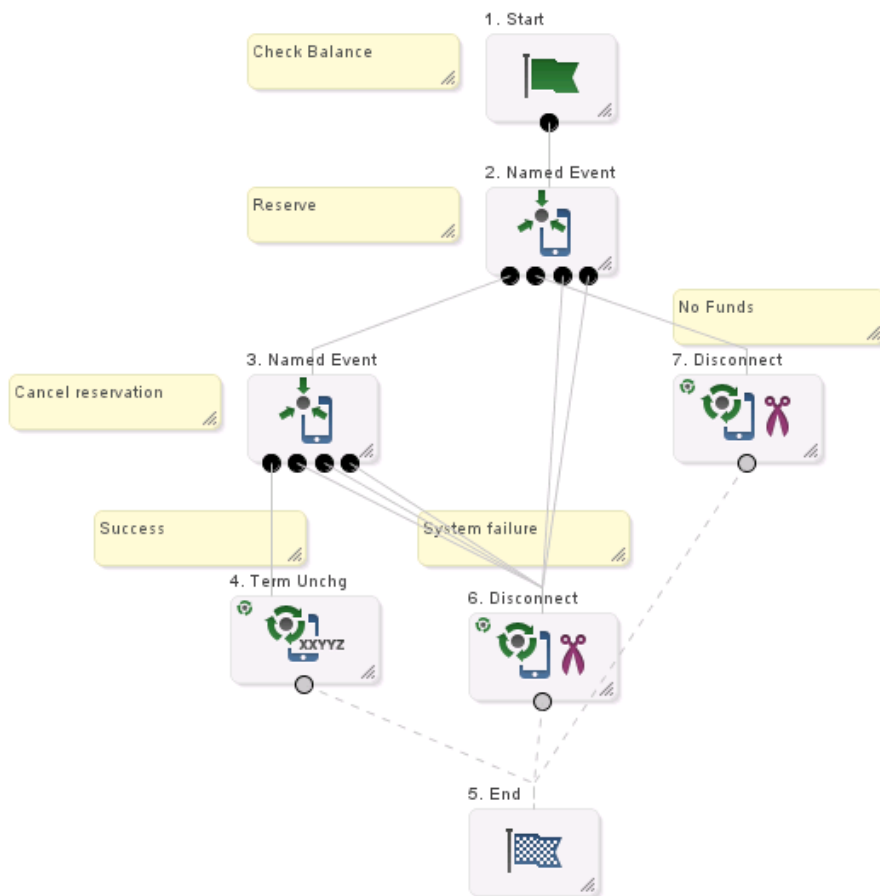 1. Start
Check Balance
2. Named Event
Reserve
No Funds
3. Named Event
7. Disconnect
Cancel reservation
Success
System failure
4. Term Unchg
6. Disconnect
XXYYZ
5. End